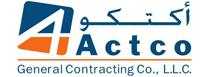 أكتكو
Actco
General Contracting Co., L.L.C.